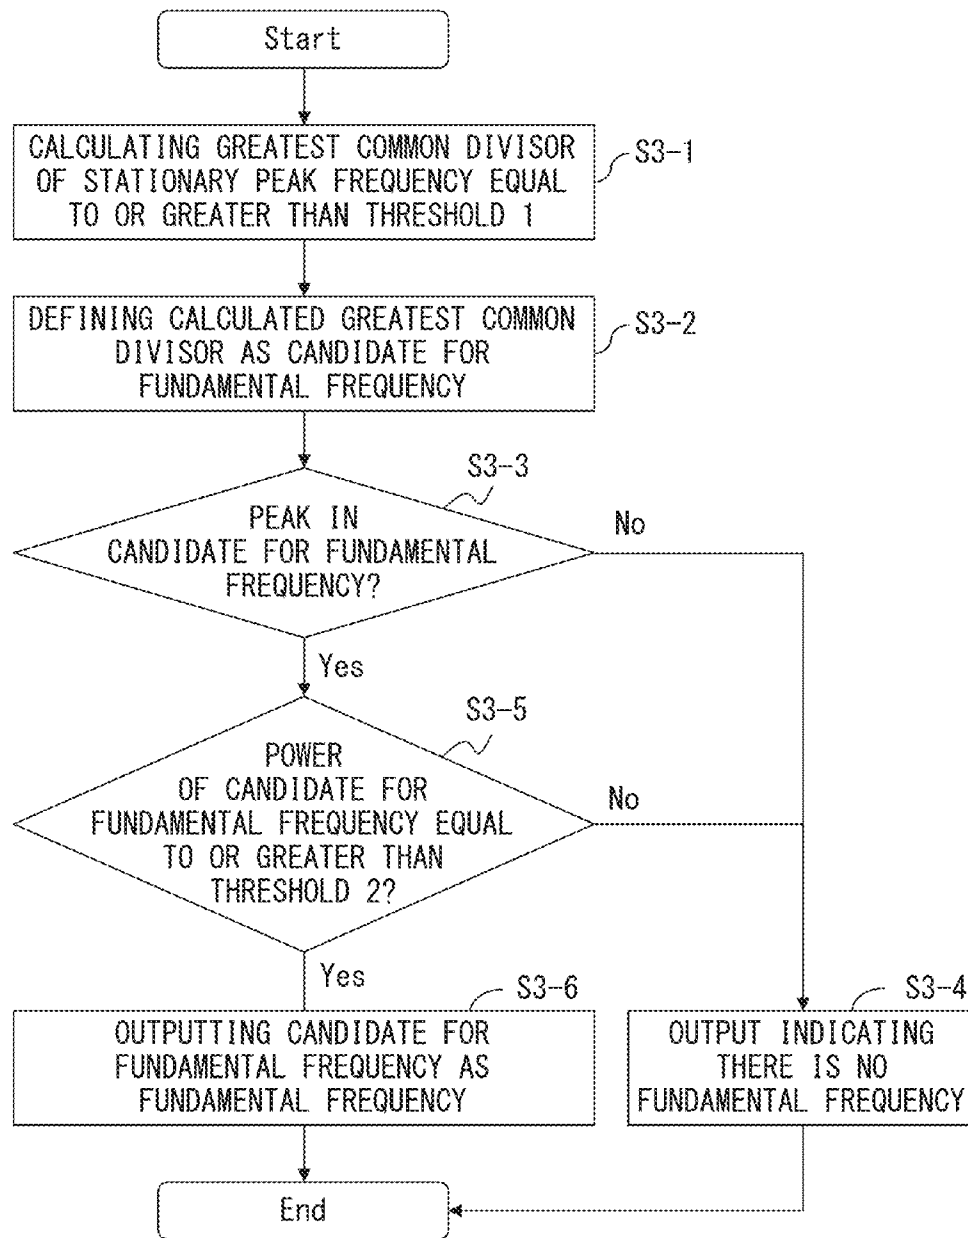 Start
CALCULATING GREATEST COMMON DIVISOR
OF STATIONARY PEAK FREQUENCY EQUAL
TO OR GREATER THAN THRESHOLD 1
S3-1
DEFINING CALCULATED GREATEST COMMON
DIVISOR AS CANDIDATE FOR
FUNDAMENTAL FREQUENCY
S3-2
S3-3
PEAK IN
CANDIDATE FOR FUNDAMENTAL
FREQUENCY?
No
Yes
S3-5
POWER
OF CANDIDATE FOR
FUNDAMENTAL FREQUENCY EQUAL
TO OR GREATER THAN
THRESHOLD 2?
No
Yes
S3-6
OUTPUTTING CANDIDATE FOR
FUNDAMENTAL FREQUENCY AS
FUNDAMENTAL FREQUENCY
S3-4
OUTPUT INDICATING
THERE IS NO
FUNDAMENTAL FREQUENCY
End